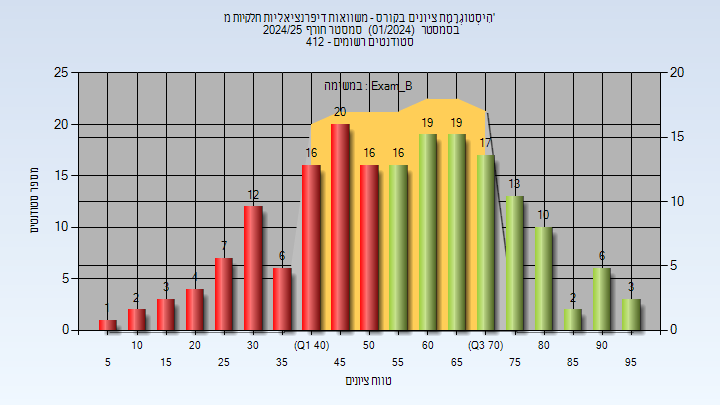 היסטוגרמת ציונים בקורס - משוואות דיפרנציאליות חלקיות מ'
בסמסטר (01/2024) סמסטר חורף 2024/25
סטודנטים רשומים - 412
במשימה : Exam_B
מספר סטודנטים
25 20 15 10 5 0
20 15 10 5 0
1 2 3 4 7 12 6 16 20 16 16 19 19 17 13 10 2 6 3
10 20 30 (Q1 40) 50 60 (Q3 70) 80 90
5 15 25 35 45 55 65 75 85 95
טווח ציונים